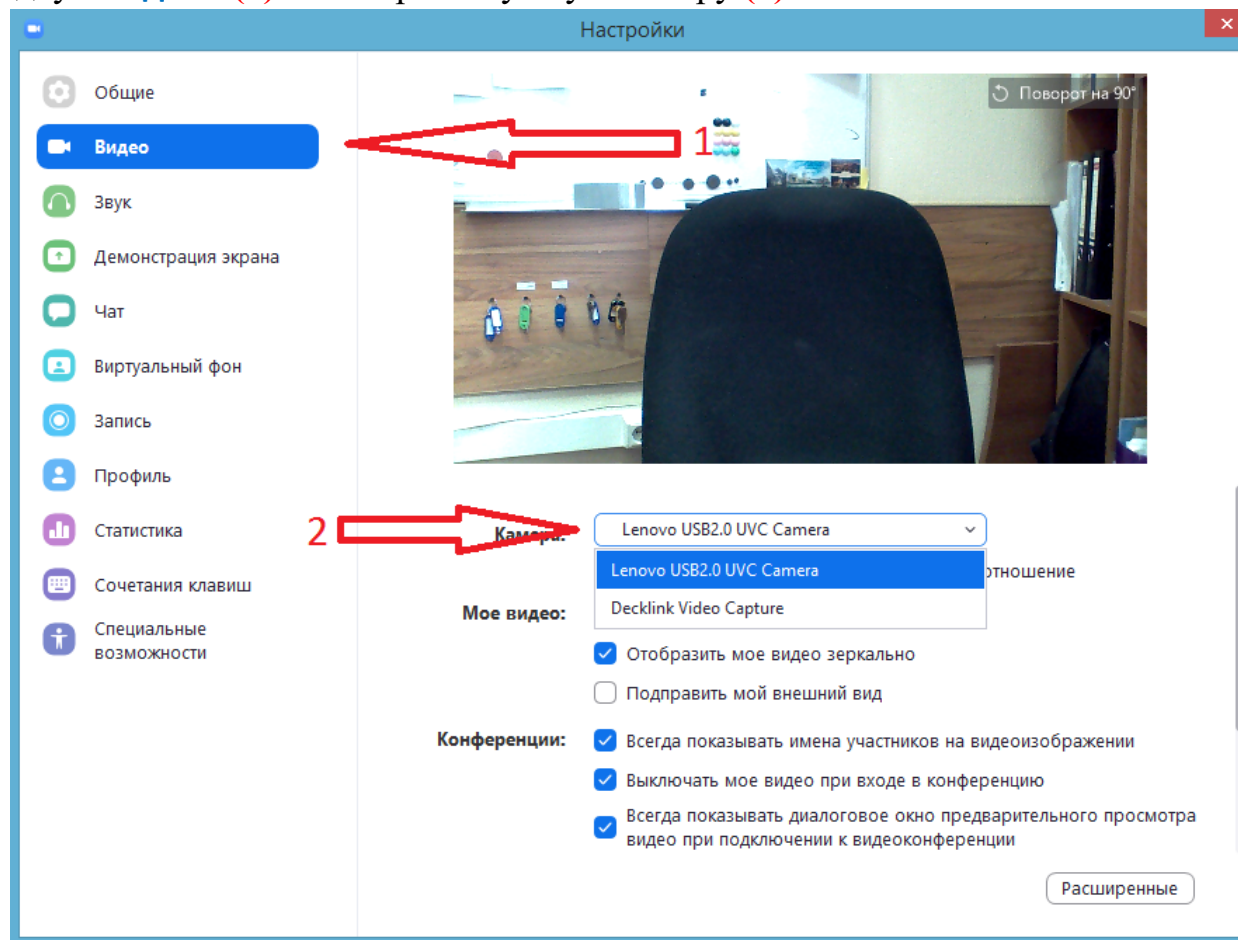 Настройки
Поворот на 90°
Общие
Видео
1
Звук
Демонстрация экрана
Чат
Виртуальный фон
Запись
Профиль
Статистика
2
Камера:
Lenovo USB2.0 UVC Camera
Lenovo USB2.0 UVC Camera
Decklink Video Capture
Сочетания клавиш
Мое видео:
Специальные
возможности
Отобразить мое видео зеркально
Подправить мой внешний вид
Конференции:
Всегда показывать имена участников на видеоизображении
Выключать мое видео при входе в конференцию
Всегда показывать диалоговое окно предварительного просмотра
видео при подключении к видеоконференции
Расширенные